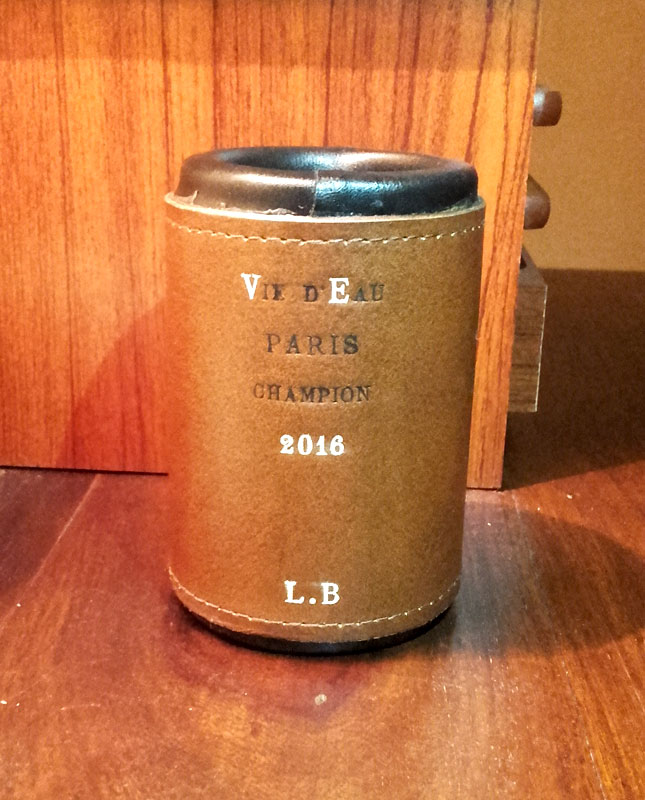 Vie d'Eau
PARIS
CHAMPION
2016
L.B